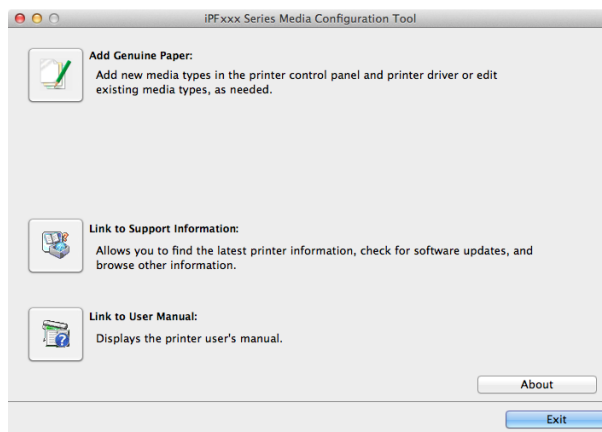 iPFxxx Series Media Configuration Tool
Add Genuine Paper:
Add new media types in the printer control panel and printer driver or edit
existing media types, as needed.
Link to Support Information:
Allows you to find the latest printer information, check for software updates, and
browse other information.
Link to User Manual:
Displays the printer user's manual.
About
Exit